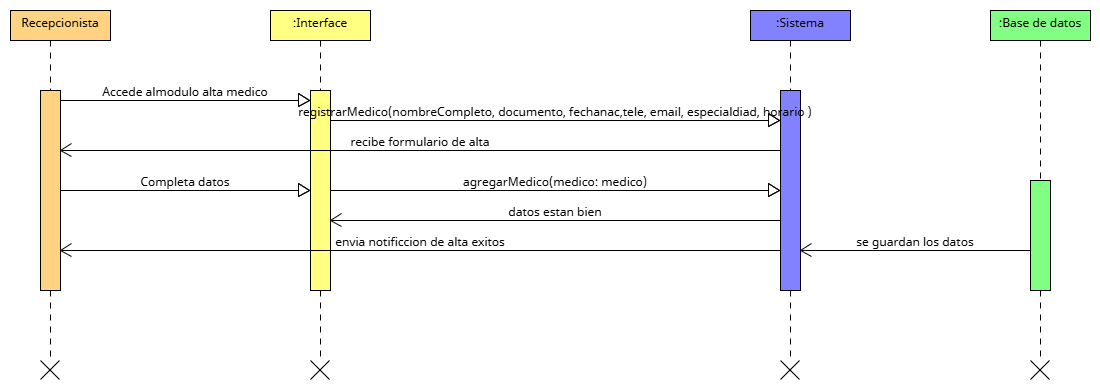 Recepcionista
:Interface
:Sistema
:Base de datos
Accede almodulo alta medico
registrarMedico(nombreCompleto, documento, fechanac,tele, email, especialdiad, horario )
recibe formulario de alta
Completa datos
agregarMedico(medico: medico)
datos estan bien
envia notificcion de alta exitos
se guardan los datos